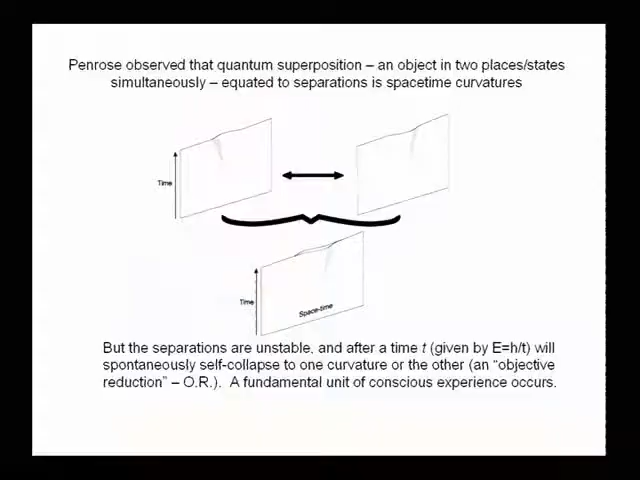 Penrose observed that quantum superposition – an object in two places/states
simultaneously – equated to separations is spacetime curvatures
Time
Time
Space-time
But the separations are unstable, and after a time t (given by E=h/t) will
spontaneously self-collapse to one curvature or the other (an “objective
reduction” – O.R.). A fundamental unit of conscious experience occurs.